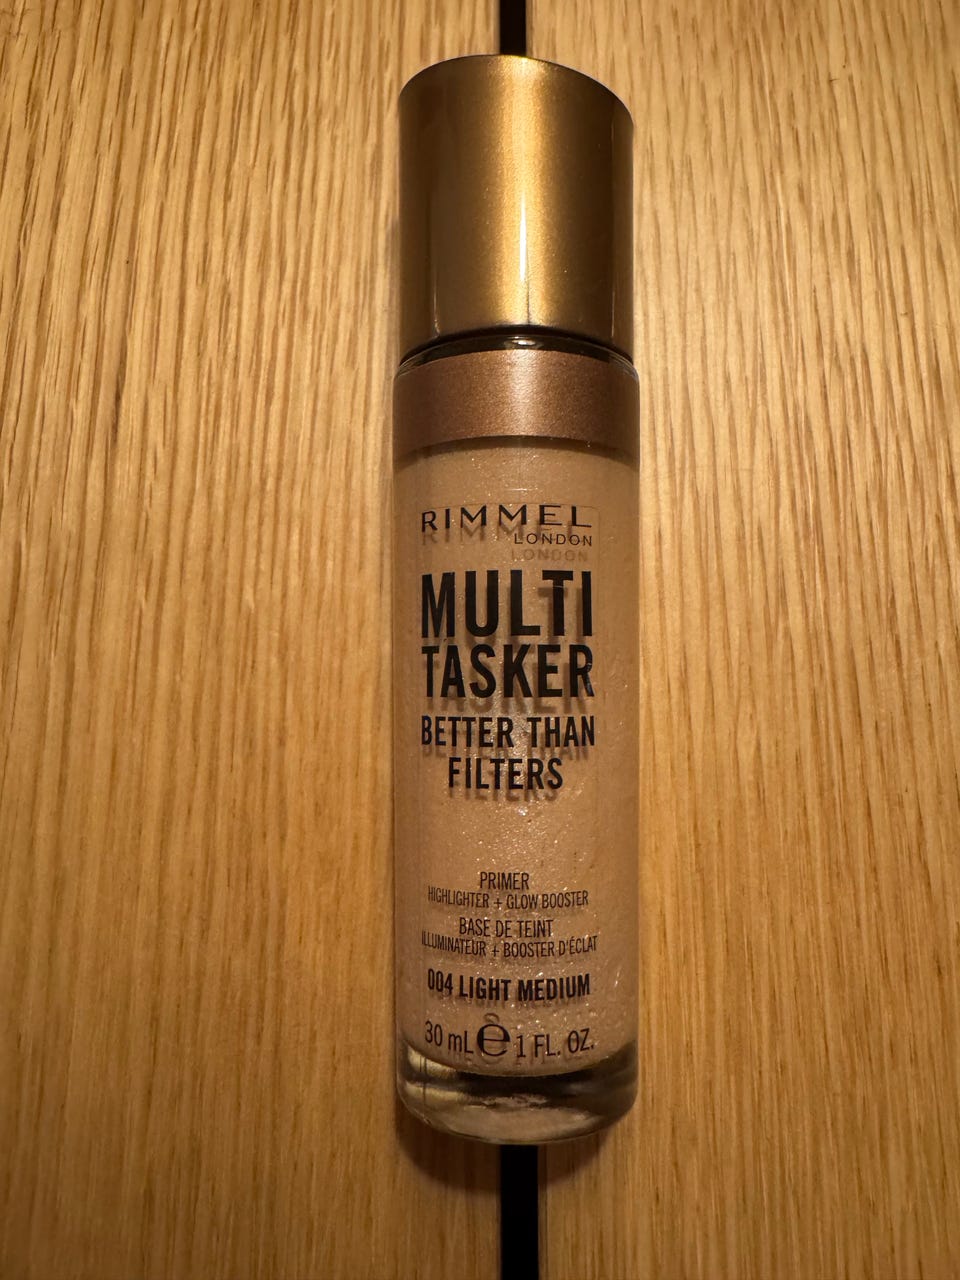 RIMMEL
LONDON
MULTI
TASKER
BETTER THAN
FILTERS
PRIMER
HIGHLIGHTER + GLOW BOOSTER
BASE DE TEINT
ILLUMINATEUR + BOOSTER D'ÉCLAT
004 LIGHT MEDIUM
30 mL ℮ 1 FL. OZ.